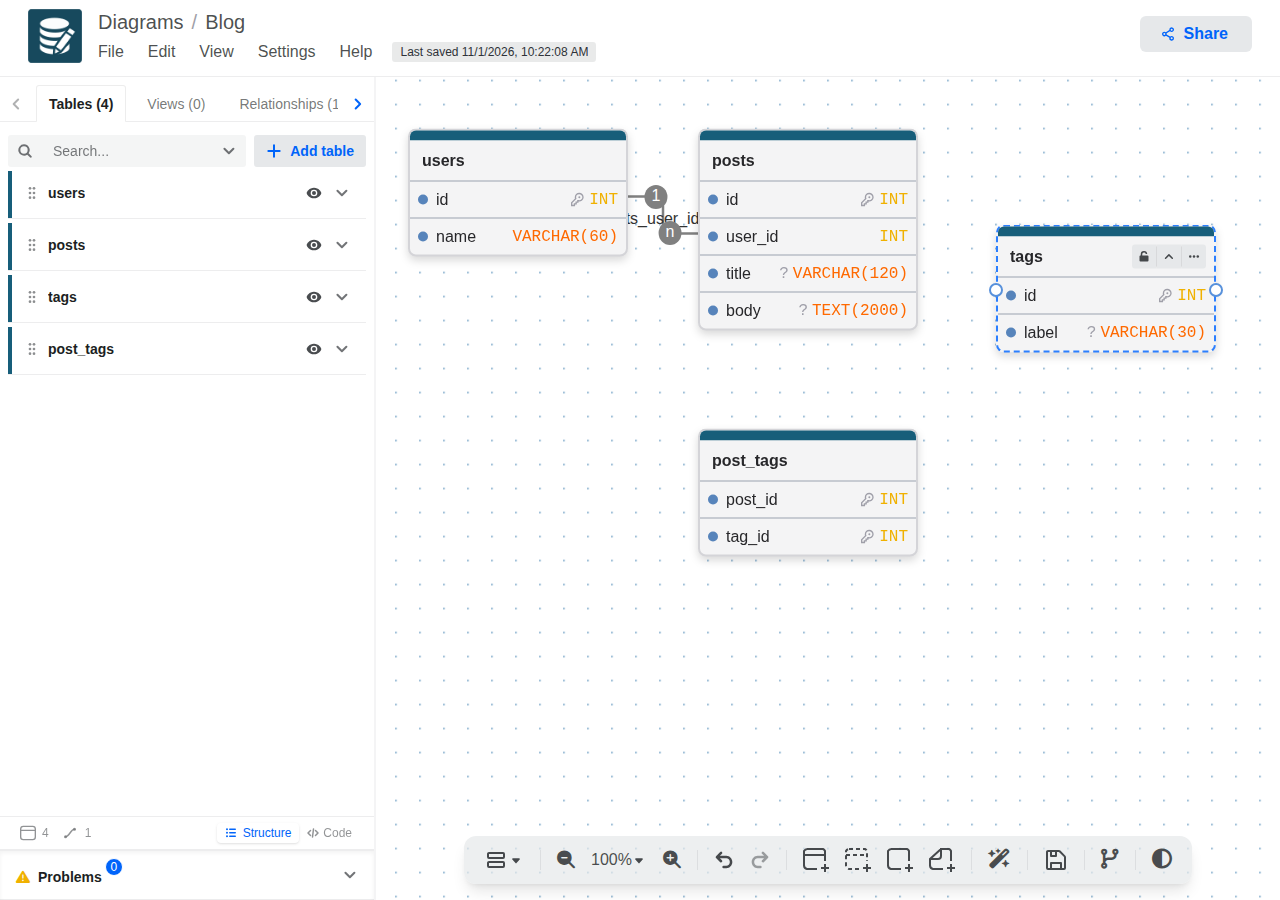 Diagrams / Blog
File Edit View Settings Help Last saved 11/1/2026, 10:22:08 AM
Share
Tables (4) Views (0) Relationships (1
Search...
Add table
users
posts
tags
post_tags
users
id INT
name VARCHAR(60)
1
ts_user_id
n
posts
id INT
user_id INT
title ? VARCHAR(120)
body ? TEXT(2000)
tags
id INT
label ? VARCHAR(30)
post_tags
post_id INT
tag_id INT
4 1 Structure Code
Problems 0
100%